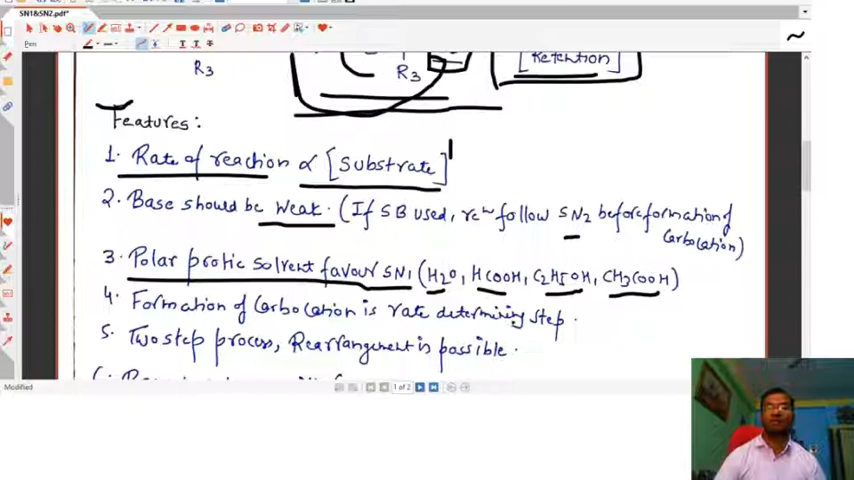 SN1&SN2.pdf*
Pen
R3
R3
[Retention]
Features:
1. Rate of reaction ∝ [Substrate]¹
2. Base should be weak. (If SB used, rxn follow SN2 before formation of
Carbocation)
3. Polar protic solvent favour SN1 (H2O, HCOOH, C2H5OH, CH3COOH)
4. Formation of Carbocation is rate determining step.
5. Two step process, Rearrangement is possible.
Modified
1 of 2